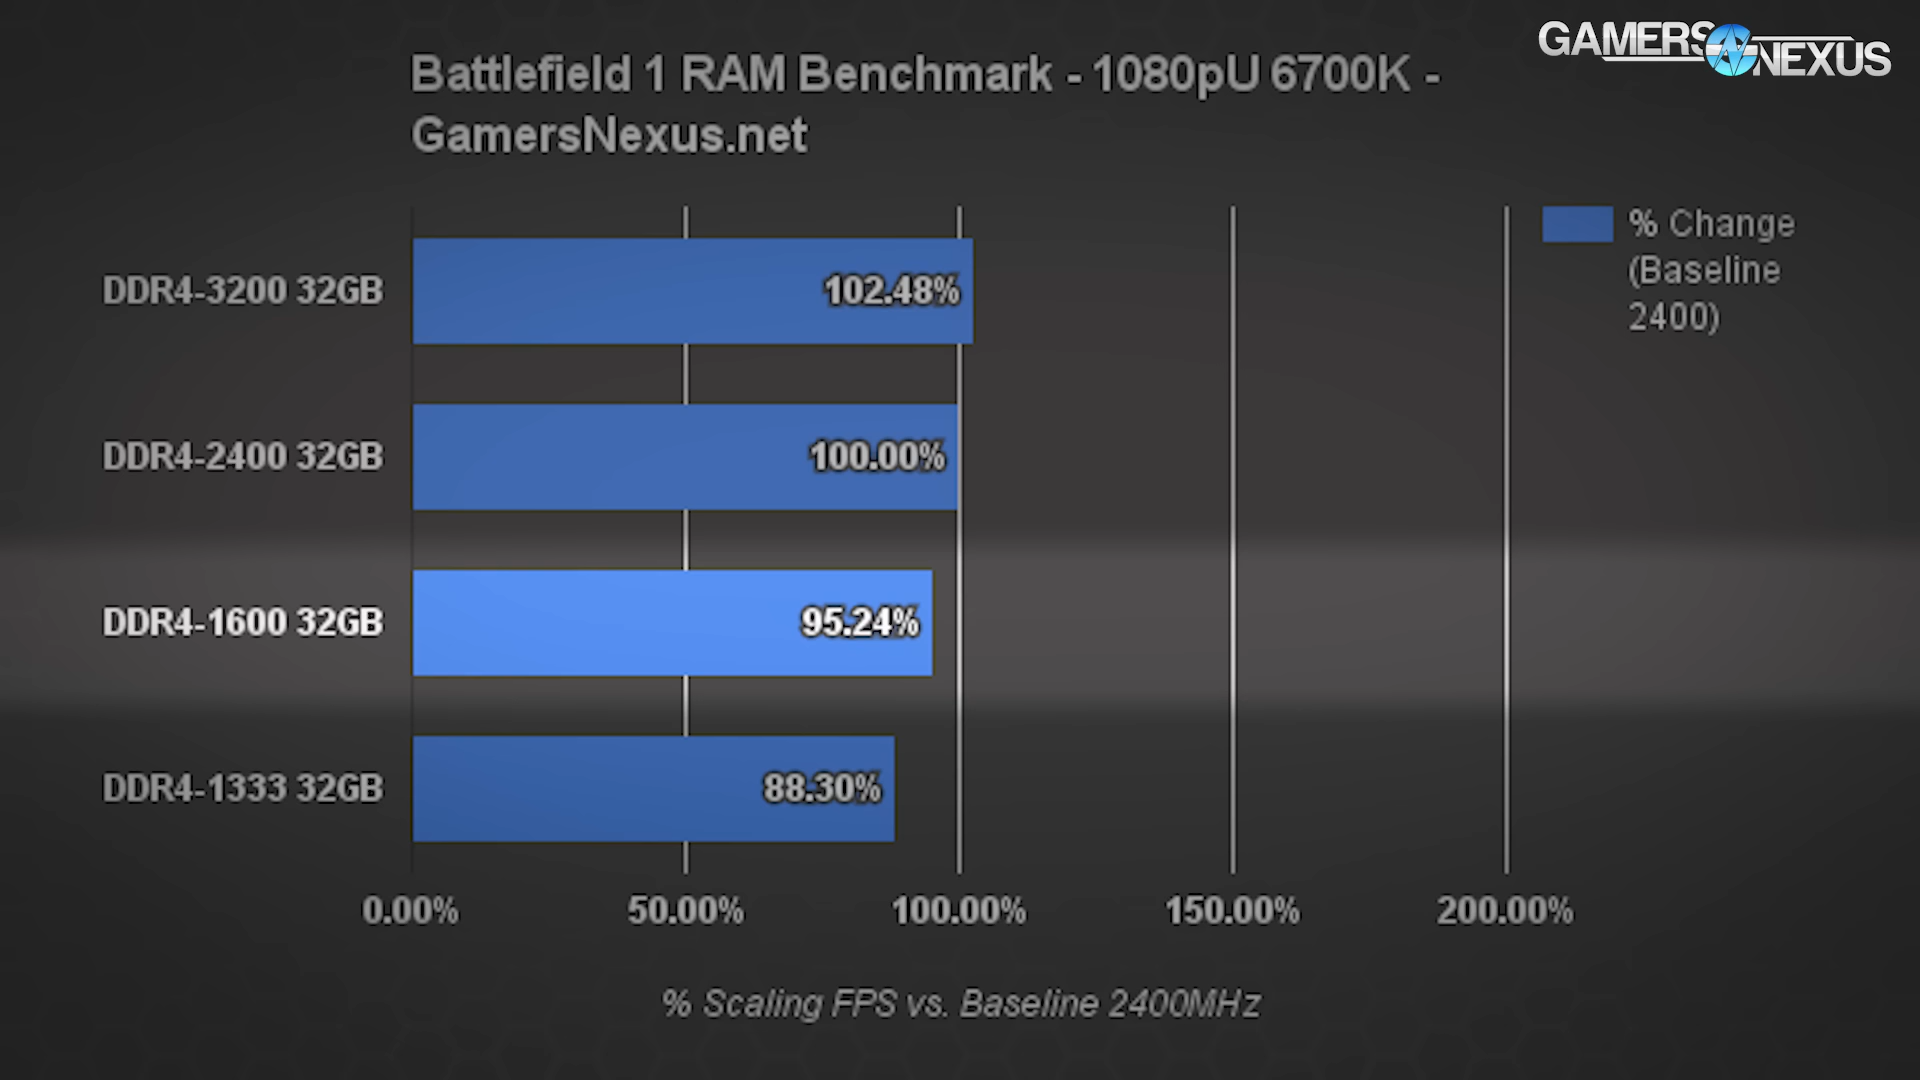 GAMERS NEXUS
Battlefield 1 RAM Benchmark - 1080pU 6700K -
GamersNexus.net
% Change
(Baseline
2400)
DDR4-3200 32GB
102.48%
DDR4-2400 32GB
100.00%
DDR4-1600 32GB
95.24%
DDR4-1333 32GB
88.30%
0.00% 50.00% 100.00% 150.00% 200.00%
% Scaling FPS vs. Baseline 2400MHz